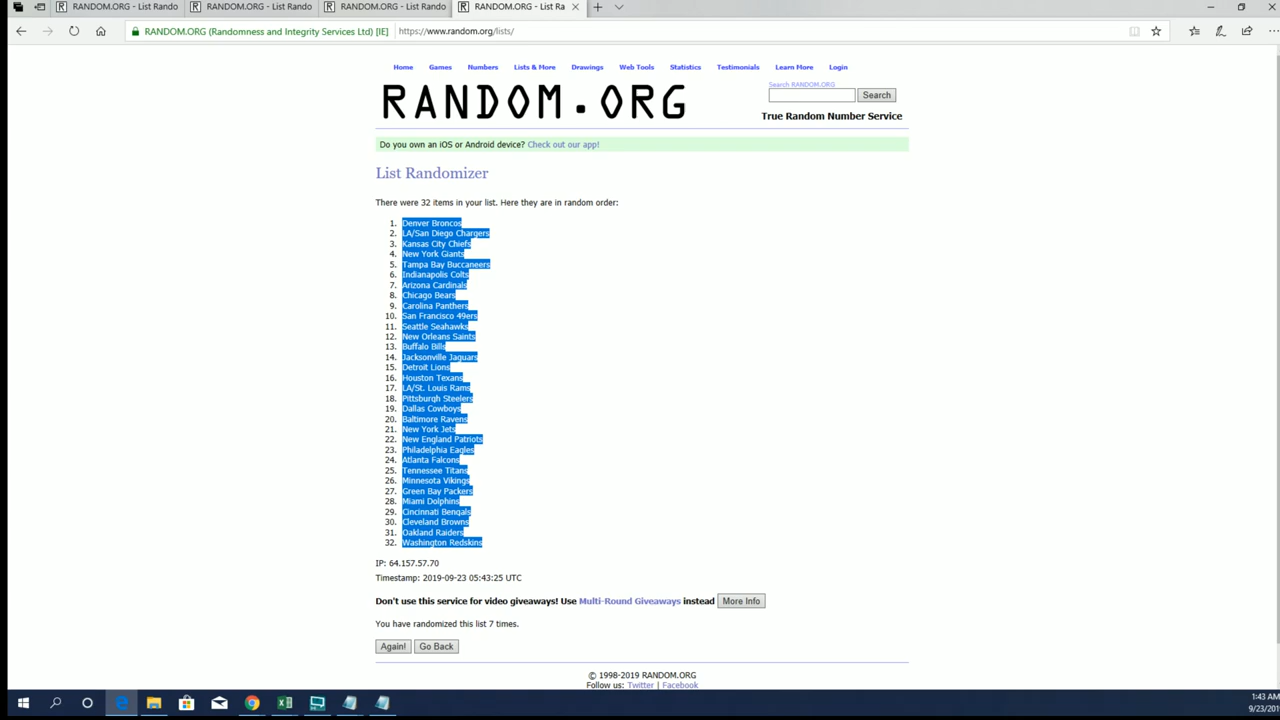 RANDOM.ORG - List Rando
RANDOM.ORG - List Rando
RANDOM.ORG - List Rando
RANDOM.ORG - List Ra
RANDOM.ORG (Randomness and Integrity Services Ltd) [IE]
https://www.random.org/lists/
Home Games Numbers Lists & More Drawings Web Tools Statistics Testimonials Learn More Login
RANDOM.ORG
Search RANDOM.ORG
Search
True Random Number Service
Do you own an iOS or Android device? Check out our app!
List Randomizer
There were 32 items in your list. Here they are in random order:
1. Denver Broncos
2. LA/San Diego Chargers
3. Kansas City Chiefs
4. New York Giants
5. Tampa Bay Buccaneers
6. Indianapolis Colts
7. Arizona Cardinals
8. Chicago Bears
9. Carolina Panthers
10. San Francisco 49ers
11. Seattle Seahawks
12. New Orleans Saints
13. Buffalo Bills
14. Jacksonville Jaguars
15. Detroit Lions
16. Houston Texans
17. LA/St. Louis Rams
18. Pittsburgh Steelers
19. Dallas Cowboys
20. Baltimore Ravens
21. New York Jets
22. New England Patriots
23. Philadelphia Eagles
24. Atlanta Falcons
25. Tennessee Titans
26. Minnesota Vikings
27. Green Bay Packers
28. Miami Dolphins
29. Cincinnati Bengals
30. Cleveland Browns
31. Oakland Raiders
32. Washington Redskins
IP: 64.157.57.70
Timestamp: 2019-09-23 05:43:25 UTC
Don't use this service for video giveaways! Use Multi-Round Giveaways instead More Info
You have randomized this list 7 times.
Again! Go Back
© 1998-2019 RANDOM.ORG
Follow us: Twitter | Facebook
1:43 AM
9/23/2019